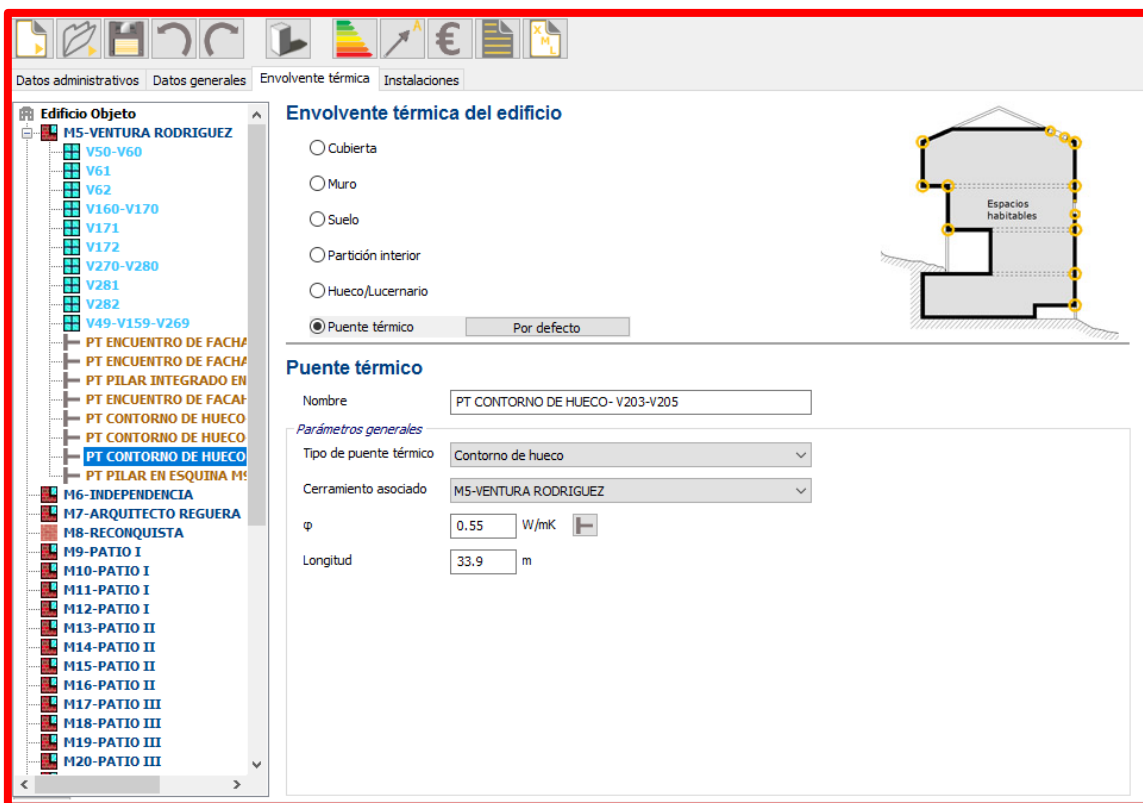 A
€
X
M
L
Datos administrativos Datos generales Envolvente térmica Instalaciones
Edificio Objeto
M5-VENTURA RODRIGUEZ
V50-V60
V61
V62
V160-V170
V171
V172
V270-V280
V281
V282
V49-V159-V269
PT ENCUENTRO DE FACHA
PT ENCUENTRO DE FACHA
PT PILAR INTEGRADO EN
PT ENCUENTRO DE FACAH
PT CONTORNO DE HUECO
PT CONTORNO DE HUECO
PT CONTORNO DE HUECO
PT PILAR EN ESQUINA M9
M6-INDEPENDENCIA
M7-ARQUITECTO REGUERA
M8-RECONQUISTA
M9-PATIO I
M10-PATIO I
M11-PATIO I
M12-PATIO I
M13-PATIO II
M14-PATIO II
M15-PATIO II
M16-PATIO II
M17-PATIO III
M18-PATIO III
M19-PATIO III
M20-PATIO III
Envolvente térmica del edificio
Cubierta
Muro
Suelo
Partición interior
Hueco/Lucernario
Puente térmico Por defecto
Espacios
habitables
Puente térmico
Nombre PT CONTORNO DE HUECO- V203-V205
Parámetros generales
Tipo de puente térmico Contorno de hueco
Cerramiento asociado M5-VENTURA RODRIGUEZ
φ 0.55 W/mK
Longitud 33.9 m